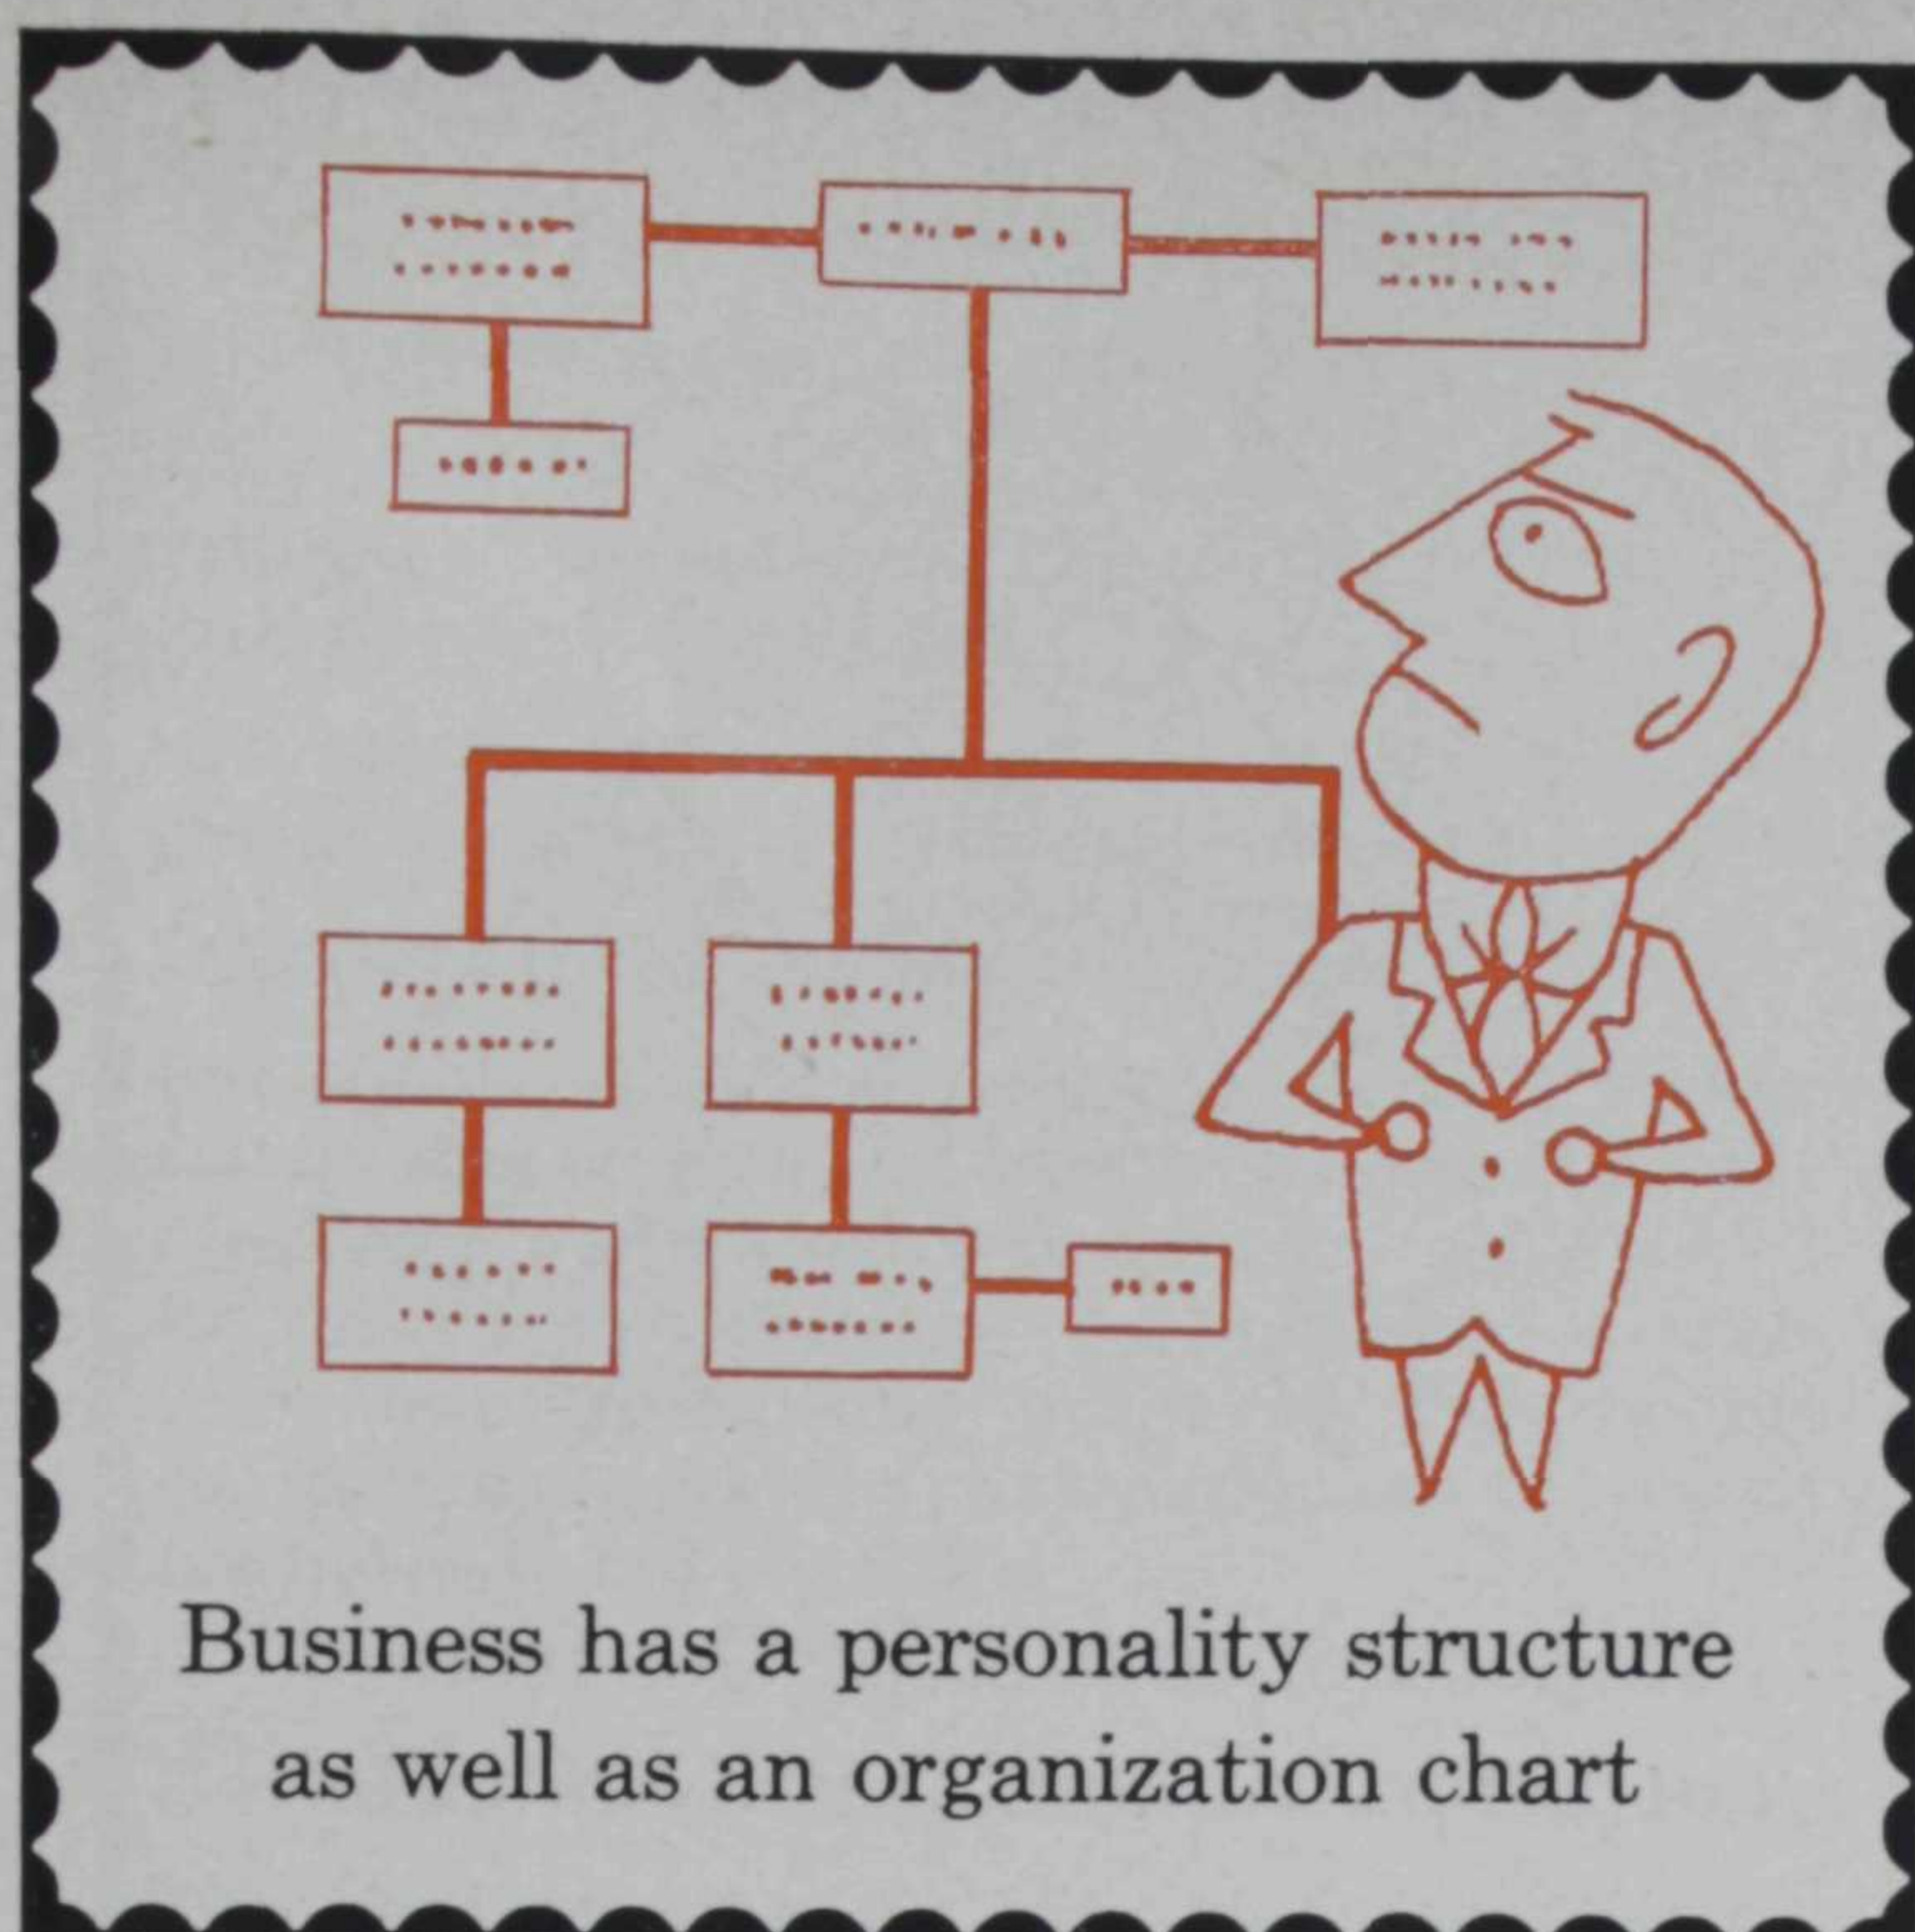 Business has a personality structure
as well as an organization chart